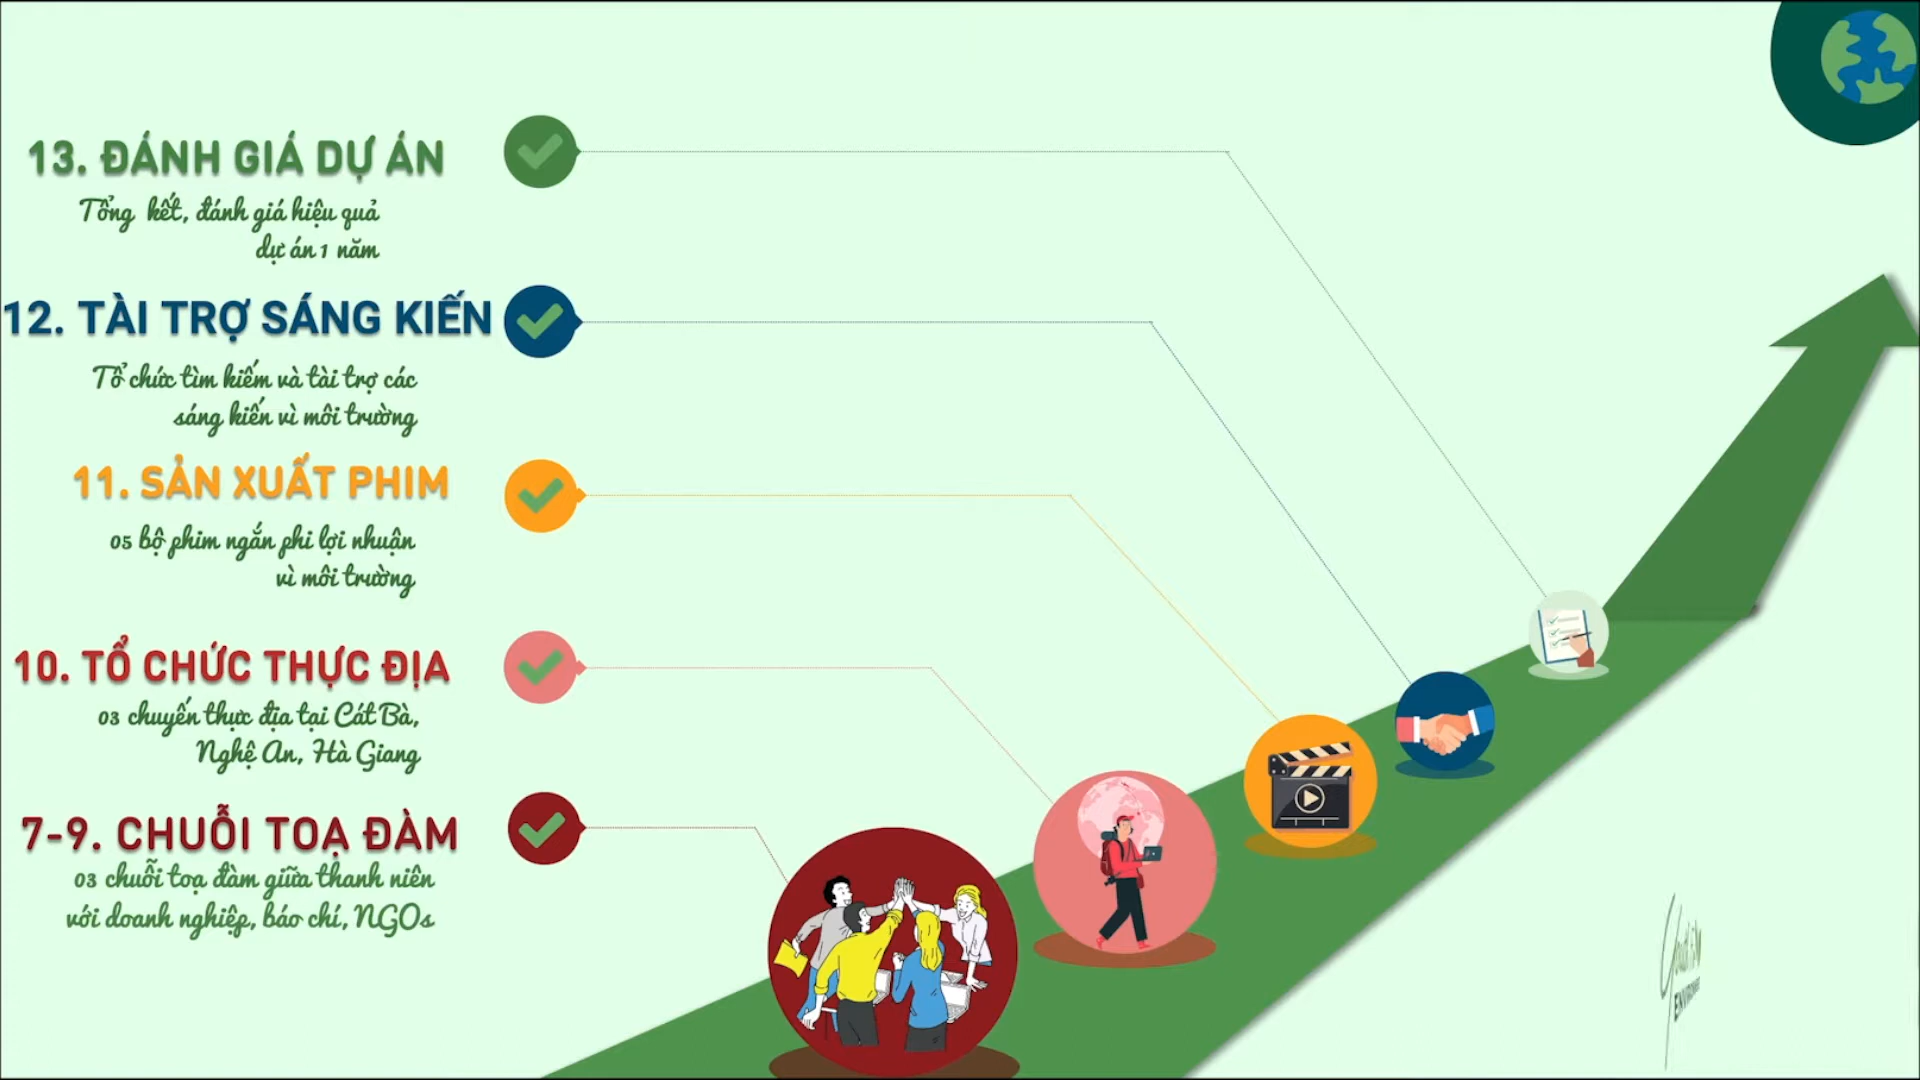 13. ĐÁNH GIÁ DỰ ÁN
Tổng kết, đánh giá hiệu quả
dự án 1 năm
12. TÀI TRỢ SÁNG KIẾN
Tổ chức tìm kiếm và tài trợ các
sáng kiến vì môi trường
11. SẢN XUẤT PHIM
05 bộ phim ngắn phi lợi nhuận
vì môi trường
10. TỔ CHỨC THỰC ĐỊA
03 chuyến thực địa tại Cát Bà,
Nghệ An, Hà Giang
7-9. CHUỖI TOẠ ĐÀM
03 chuỗi toạ đàm giữa thanh niên
với doanh nghiệp, báo chí, NGOs